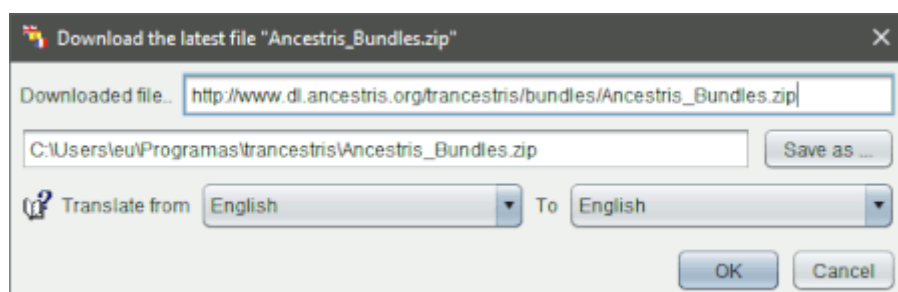 Download the latest file "Ancestris_Bundles.zip"
Downloaded file.. http://www.dl.ancestris.org/trancestris/bundles/Ancestris_Bundles.zip
C:\Users\eu\Programas\trancestris\Ancestris_Bundles.zip Save as ...
Translate from English To English
OK Cancel